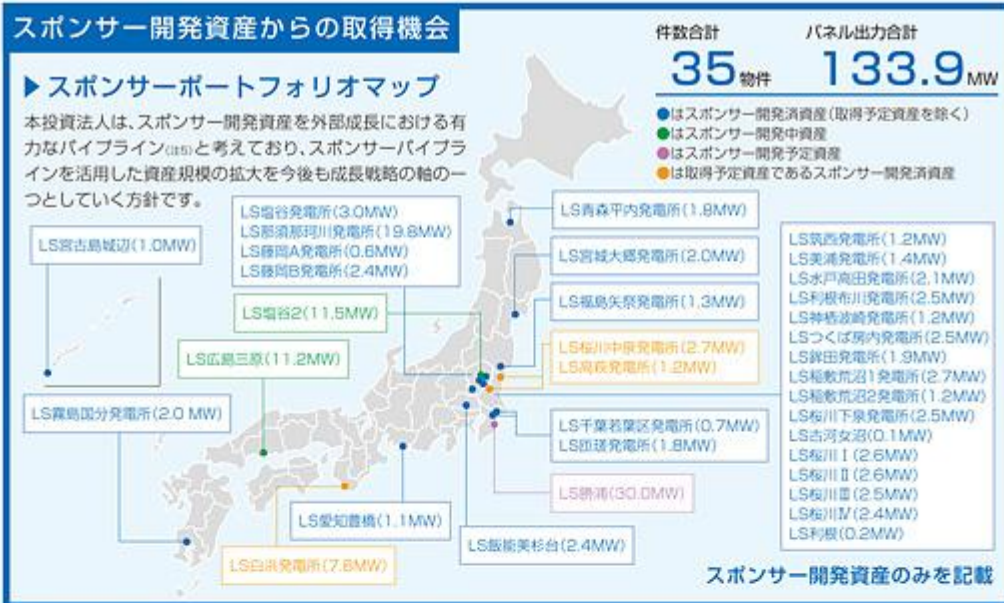 スポンサー開発資産からの取得機会
▶スポンサーポートフォリオマップ
本投資法人は、スポンサー開発資産を外部成長における有
力なパイプライン(注5)と考えており、スポンサーパイプラ
インを活用した資産規模の拡大を今後も成長戦略の軸の一
つとしていく方針です。
件数合計
35物件
パネル出力合計
133.9MW
●はスポンサー開発済資産(取得予定資産を除く)
●はスポンサー開発中資産
●はスポンサー開発予定資産
●は取得予定資産であるスポンサー開発済資産
LS宮古島城辺(1.0MW)
LS塩谷発電所(3.0MW)
LS那須那珂川発電所(19.8MW)
LS藤岡A発電所(0.6MW)
LS藤岡B発電所(2.4MW)
LS塩谷2(11.5MW)
LS広島三原(11.2MW)
LS霧島国分発電所(2.0 MW)
LS愛知豊橋(1.1MW)
LS白浜発電所(7.6MW)
LS青森平内発電所(1.8MW)
LS宮城大郷発電所(2.0MW)
LS福島矢祭発電所(1.3MW)
LS桜川中泉発電所(2.7MW)
LS高萩発電所(1.2MW)
LS千葉若葉区発電所(0.7MW)
LS匝瑳発電所(1.8MW)
LS勝浦(30.0MW)
LS飯能美杉台(2.4MW)
LS筑西発電所(1.2MW)
LS美浦発電所(1.4MW)
LS水戸高田発電所(2.1MW)
LS利根布川発電所(2.5MW)
LS神栖波崎発電所(1.2MW)
LSつくば房内発電所(2.5MW)
LS鉾田発電所(1.9MW)
LS稲敷荒沼1発電所(2.7MW)
LS稲敷荒沼2発電所(1.2MW)
LS桜川下泉発電所(2.5MW)
LS古河女沼(0.1MW)
LS桜川Ⅰ(2.6MW)
LS桜川Ⅱ(2.6MW)
LS桜川Ⅲ(2.5MW)
LS桜川Ⅳ(2.4MW)
LS利根(0.2MW)
スポンサー開発資産のみを記載